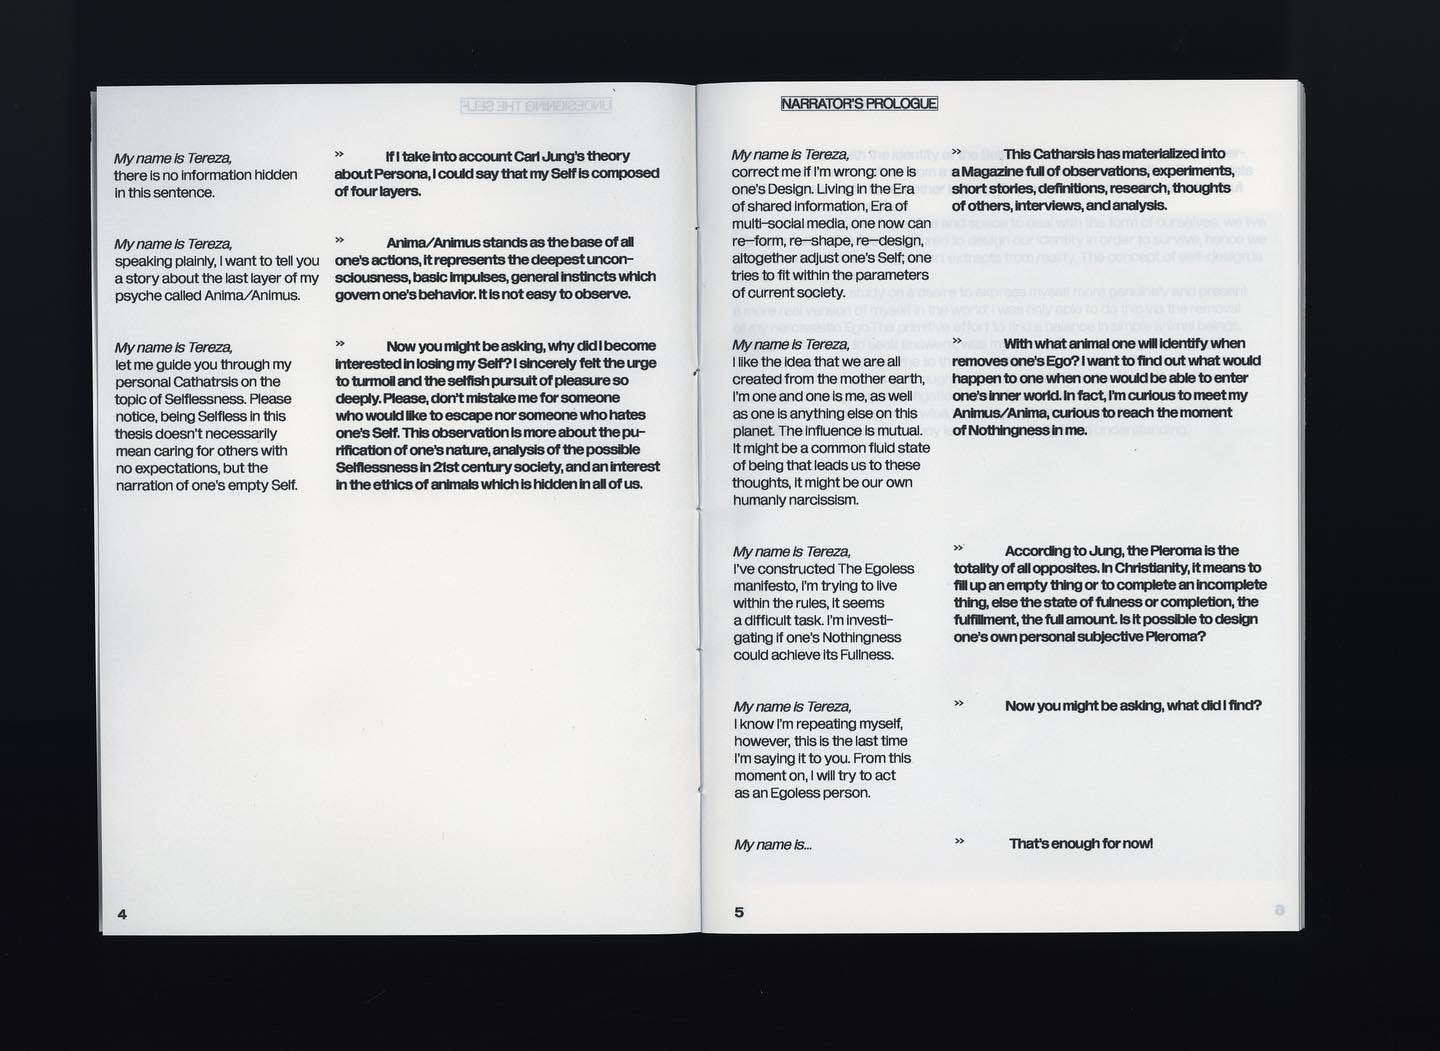 My name is Tereza,
there is no information hidden
in this sentence.
» If I take into account Carl Jung's theory
about Persona, I could say that my Self is composed
of four layers.
My name is Tereza,
speaking plainly, I want to tell you
a story about the last layer of my
psyche called Anima/Animus.
» Anima/Animus stands as the base of all
one's actions, it represents the deepest uncon-
sciousness, basic impulses, general instincts which
govern one's behavior. It is not easy to observe.
My name is Tereza,
let me guide you through my
personal Cathatrsis on the
topic of Selflessness. Please
notice, being Selfless in this
thesis doesn't necessarily
mean caring for others with
no expectations, but the
narration of one's empty Self.
» Now you might be asking, why did I become
interested in losing my Self? I sincerely felt the urge
to turmoil and the selfish pursuit of pleasure so
deeply. Please, don't mistake me for someone
who would like to escape nor someone who hates
one's Self. This observation is more about the pu-
rification of one's nature, analysis of the possible
Selflessness in 21st century society, and an interest
in the ethics of animals which is hidden in all of us.
4
NARRATOR'S PROLOGUE
My name is Tereza,
correct me if I'm wrong: one is
one's Design. Living in the Era
of shared information, Era of
multi-social media, one now can
re-form, re-shape, re-design,
altogether adjust one's Self; one
tries to fit within the parameters
of current society.
» This Catharsis has materialized into
a Magazine full of observations, experiments,
short stories, definitions, research, thoughts
of others, interviews, and analysis.
My name is Tereza,
I like the idea that we are all
created from the mother earth,
I'm one and one is me, as well
as one is anything else on this
planet. The influence is mutual.
It might be a common fluid state
of being that leads us to these
thoughts, it might be our own
humanly narcissism.
» With what animal one will identify when
removes one's Ego? I want to find out what would
happen to one when one would be able to enter
one's inner world. In fact, I'm curious to meet my
Animus/Anima, curious to reach the moment
of Nothingness in me.
My name is Tereza,
I've constructed The Egoless
manifesto, I'm trying to live
within the rules, it seems
a difficult task. I'm investi-
gating if one's Nothingness
could achieve its Fullness.
» According to Jung, the Pleroma is the
totality of all opposites. In Christianity, it means to
fill up an empty thing or to complete an incomplete
thing, else the state of fulness or completion, the
fulfillment, the full amount. Is it possible to design
one's own personal subjective Pleroma?
My name is Tereza,
I know I'm repeating myself,
however, this is the last time
I'm saying it to you. From this
moment on, I will try to act
as an Egoless person.
» Now you might be asking, what did I find?
My name is...
» That's enough for now!
5